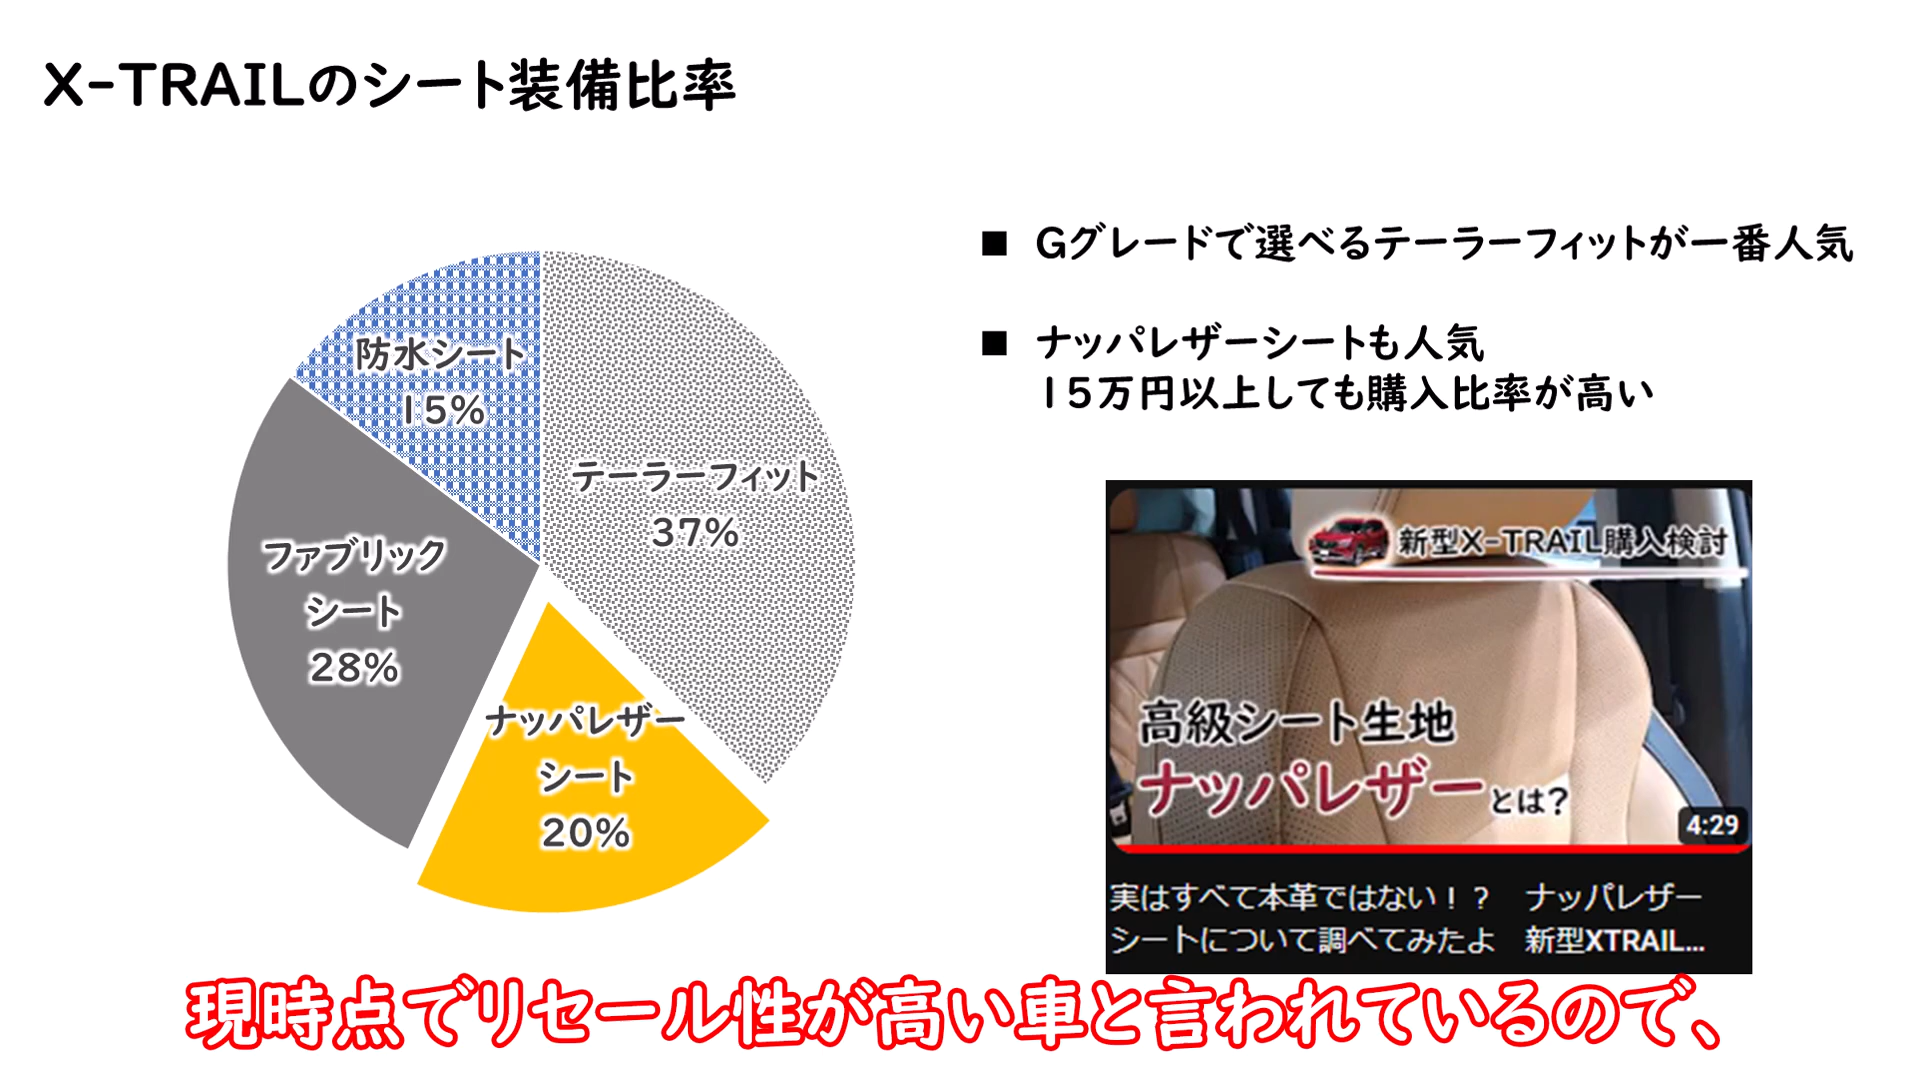 X-TRAILのシート装備比率
防水シート
15%
テーラーフィット
37%
ファブリック
シート
28%
ナッパレザー
シート
20%
■ Gグレードで選べるテーラーフィットが一番人気
■ ナッパレザーシートも人気
15万円以上しても購入比率が高い
新型X-TRAIL購入検討
高級シート生地
ナッパレザーとは?
4:29
実はすべて本革ではない！？　ナッパレザー
シートについて調べてみたよ　新型XTRAIL...
現時点でリセール性が高い車と言われているので、